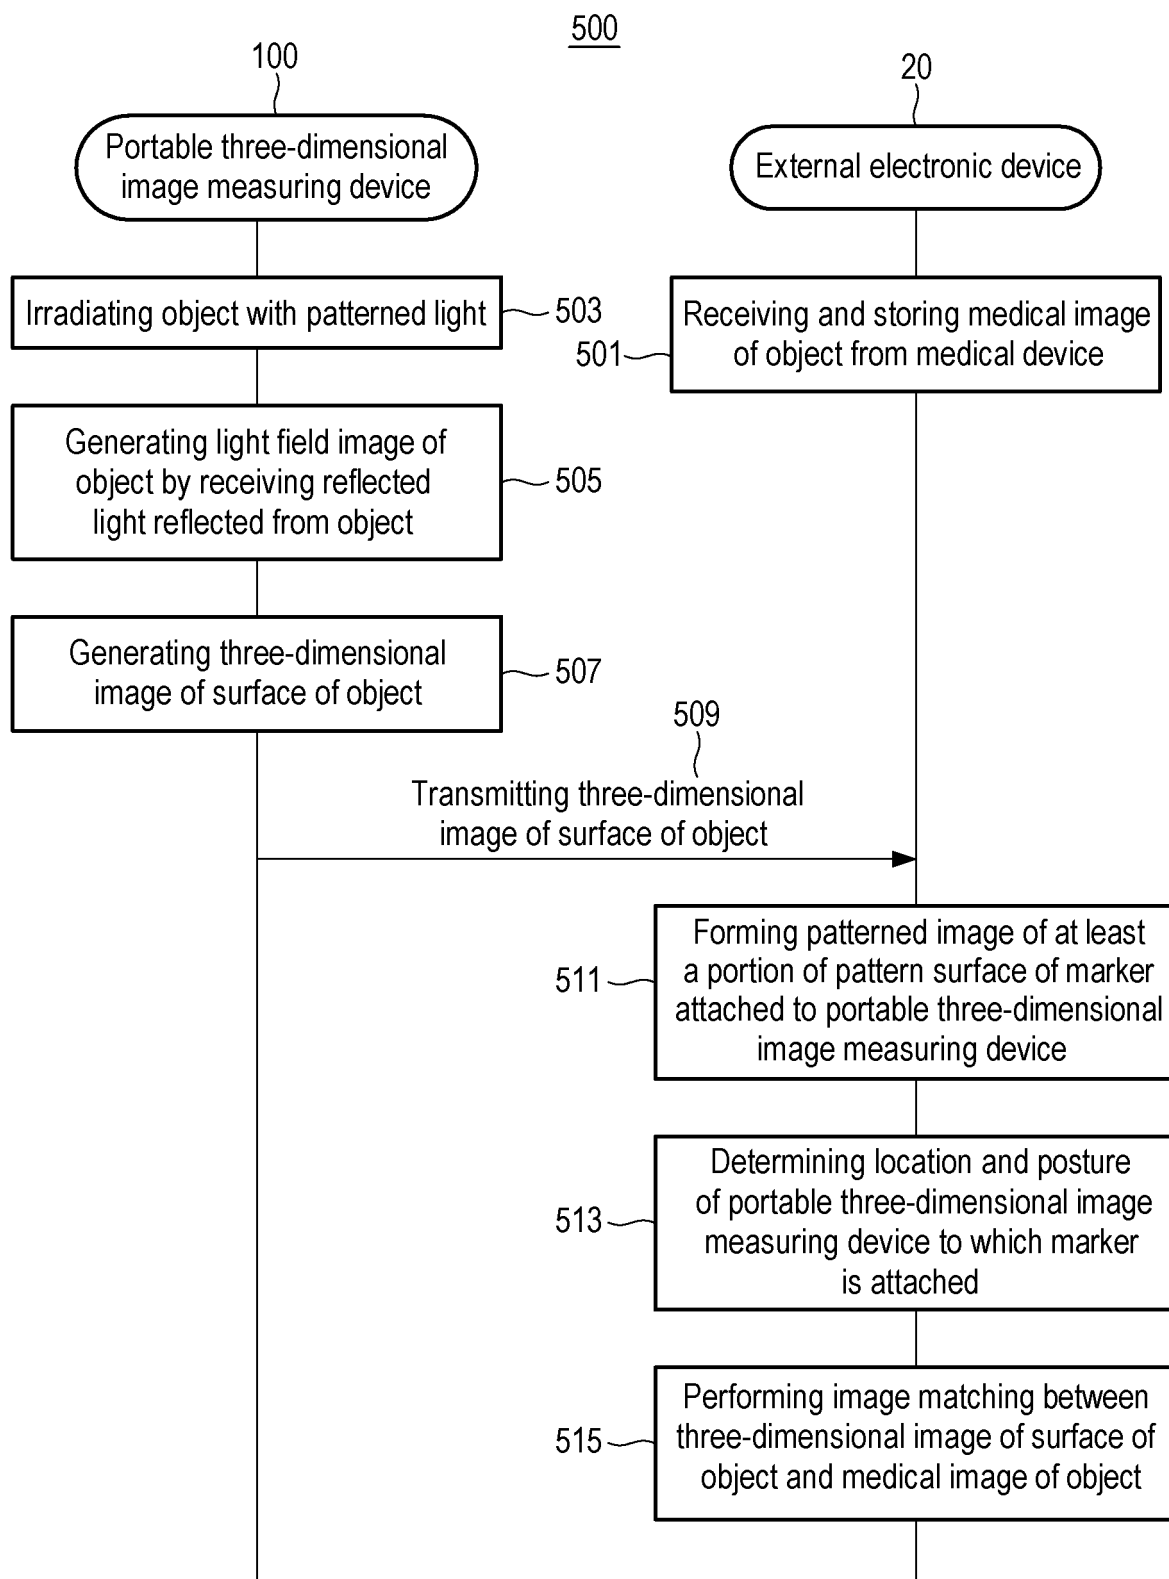 500
100
20
Portable three-dimensional
image measuring device
External electronic device
Irradiating object with patterned light
503
Receiving and storing medical image
of object from medical device
501
Generating light field image of
object by receiving reflected
light reflected from object
505
Generating three-dimensional
image of surface of object
507
509
Transmitting three-dimensional
image of surface of object
Forming patterned image of at least
a portion of pattern surface of marker
attached to portable three-dimensional
image measuring device
511
Determining location and posture
of portable three-dimensional image
measuring device to which marker
is attached
513
Performing image matching between
three-dimensional image of surface of
object and medical image of object
515